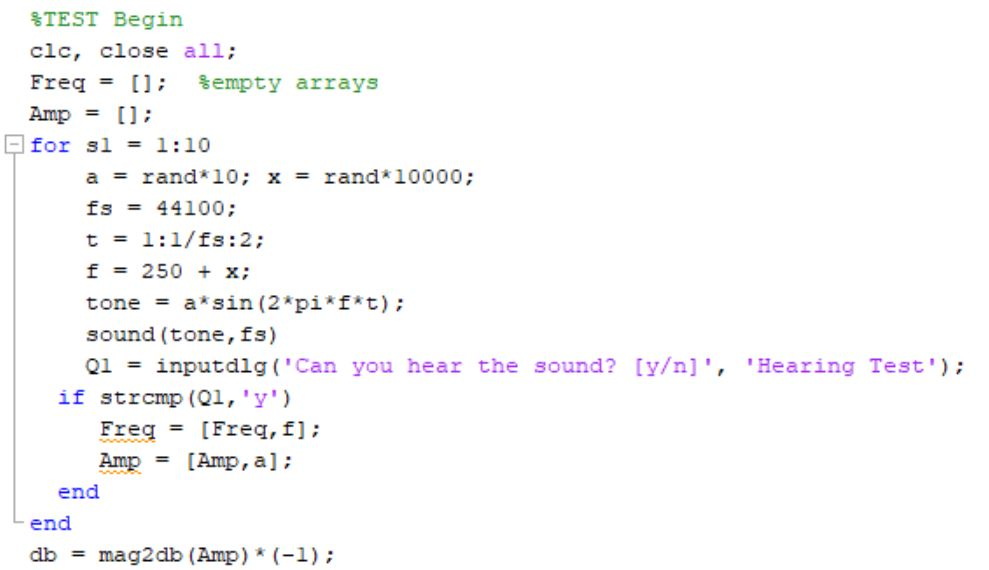 %TEST Begin
clc, close all;
Freq = [];  %empty arrays
Amp = [];
for s1 = 1:10
a = rand*10; x = rand*10000;
fs = 44100;
t = 1:1/fs:2;
f = 250 + x;
tone = a*sin(2*pi*f*t);
sound(tone,fs)
Q1 = inputdlg('Can you hear the sound? [y/n]', 'Hearing Test');
if strcmp(Q1,'y')
Freq = [Freq,f];
Amp = [Amp,a];
end
end
db = mag2db(Amp)*(-1);